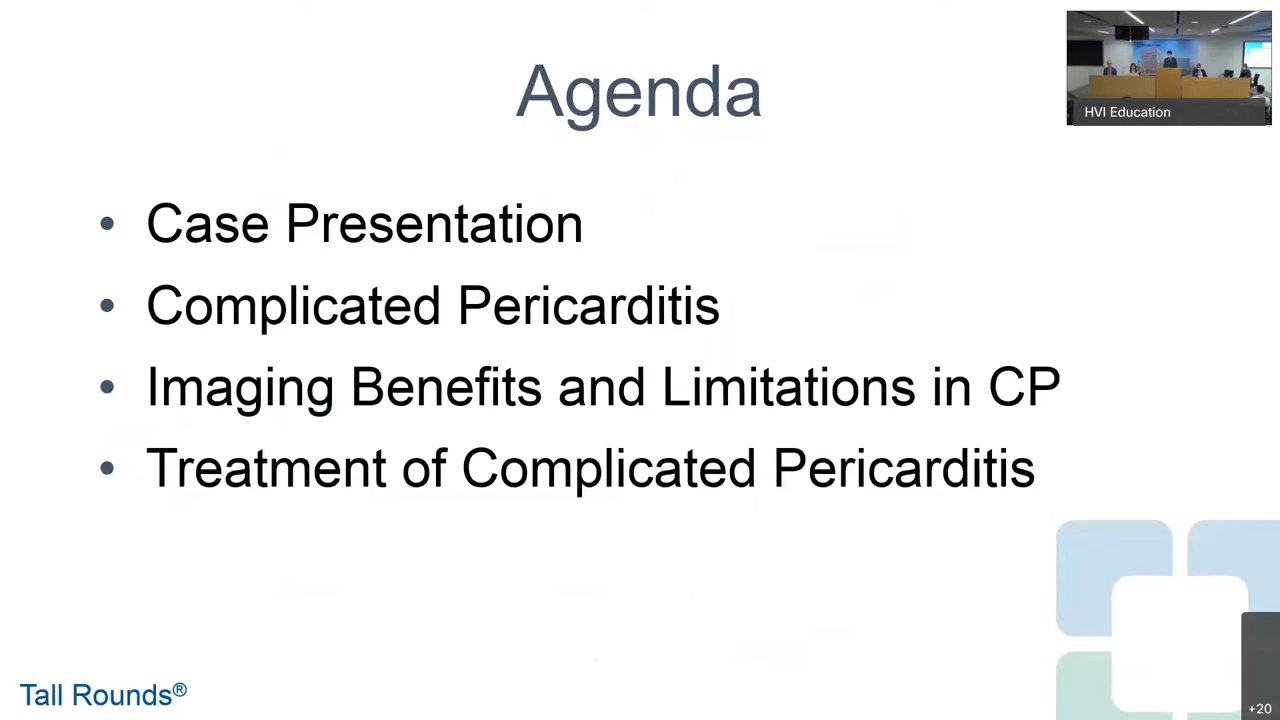 Agenda
HVI Education
• Case Presentation
• Complicated Pericarditis
• Imaging Benefits and Limitations in CP
• Treatment of Complicated Pericarditis
Tall Rounds®
+20